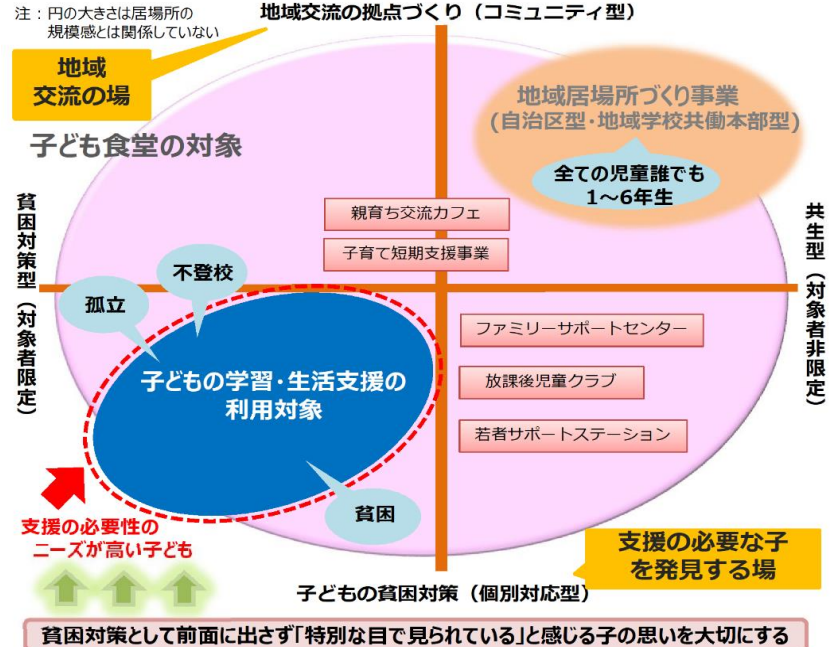 注：円の大きさは居場所の
規模感とは関係していない
地域交流の拠点づくり（コミュニティ型）
地域
交流の場
子ども食堂の対象
地域居場所づくり事業
(自治区型・地域学校共働本部型)
全ての児童誰でも
1～6年生
親育ち交流カフェ
子育て短期支援事業
貧困対策型（対象者限定）
共生型（対象者非限定）
不登校
孤立
子どもの学習・生活支援の
利用対象
ファミリーサポートセンター
放課後児童クラブ
若者サポートステーション
貧困
支援の必要性の
ニーズが高い子ども
支援の必要な子
を発見する場
子どもの貧困対策（個別対応型）
貧困対策として前面に出さず「特別な目で見られている」と感じる子の思いを大切にする